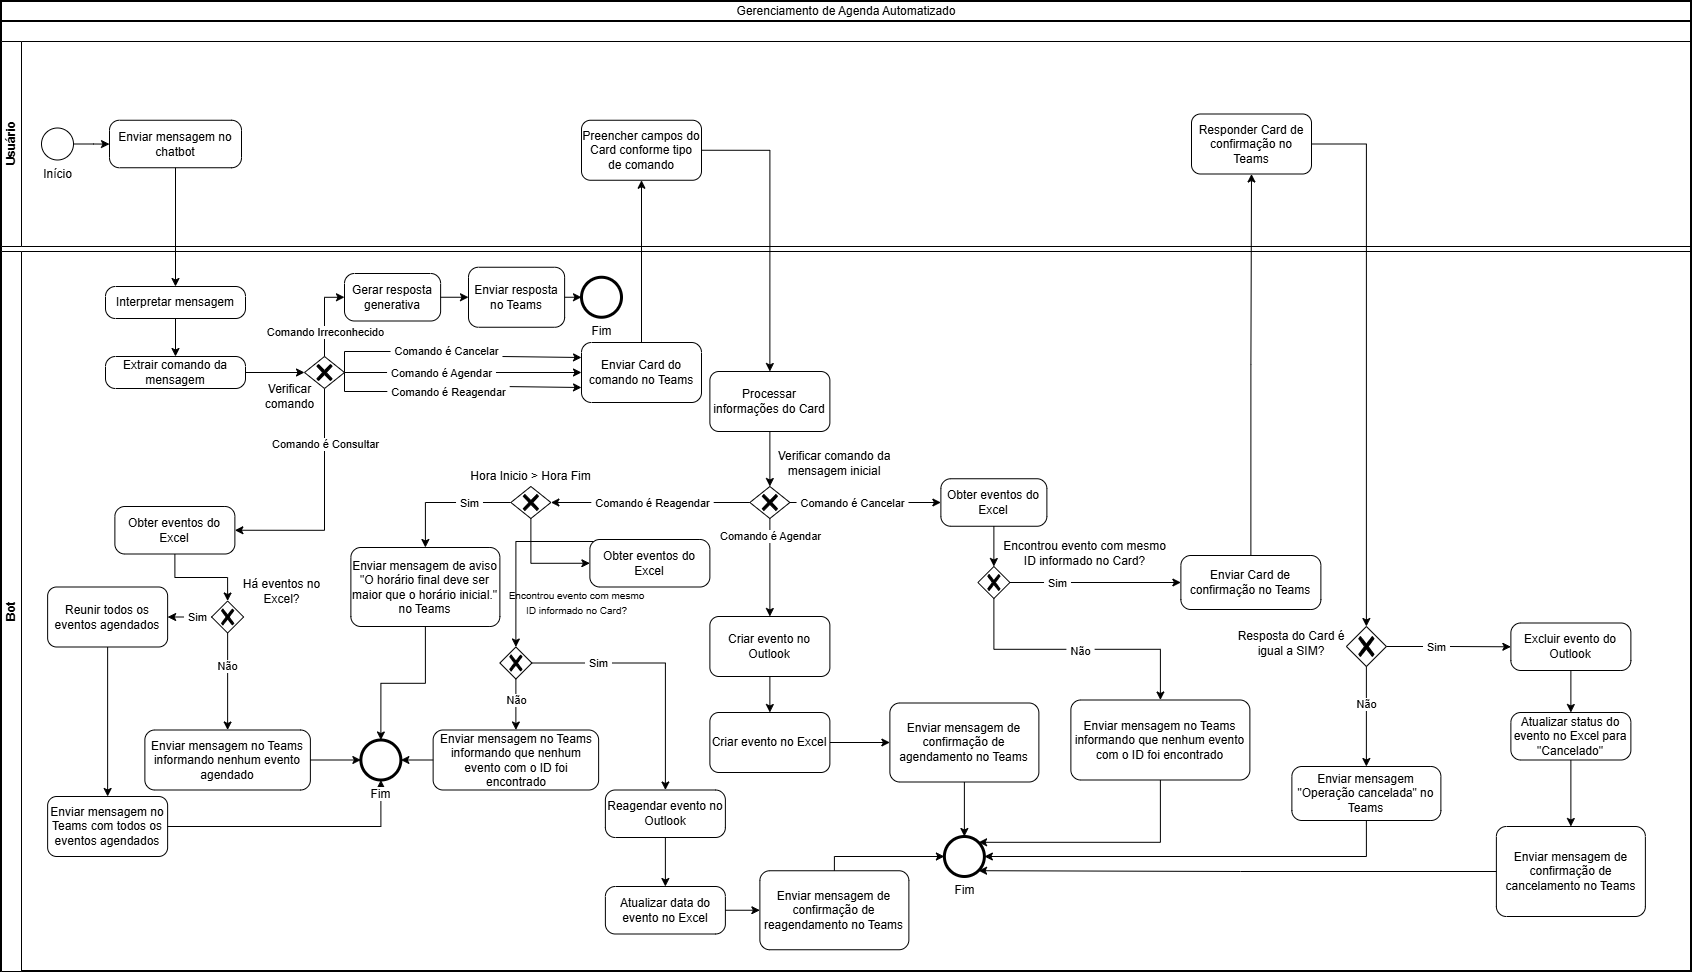 Gerenciamento de Agenda Automatizado
Usuário
Início
Enviar mensagem no
chatbot
Preencher campos do
Card conforme tipo
de comando
Responder Card de
confirmação no
Teams
Bot
Interpretar mensagem
Extrair comando da
mensagem
Verificar
comando
Comando Irreconhecido
Gerar resposta
generativa
Enviar resposta
no Teams
Fim
Comando é Cancelar
Comando é Agendar
Comando é Reagendar
Enviar Card do
comando no Teams
Comando é Consultar
Processar
informações do Card
Verificar comando da
mensagem inicial
Comando é Reagendar
Comando é Cancelar
Comando é Agendar
Hora Inicio > Hora Fim
Sim
Enviar mensagem de aviso
"O horário final deve ser
maior que o horário inicial."
no Teams
Obter eventos do
Excel
Encontrou evento com mesmo
ID informado no Card?
Sim
Não
Enviar mensagem no Teams
informando que nenhum
evento com o ID foi
encontrado
Obter eventos do
Excel
Há eventos no
Excel?
Sim
Não
Reunir todos os
eventos agendados
Enviar mensagem no Teams
informando nenhum evento
agendado
Enviar mensagem no
Teams com todos os
eventos agendados
Fim
Reagendar evento no
Outlook
Atualizar data do
evento no Excel
Enviar mensagem de
confirmação de
reagendamento no Teams
Criar evento no
Outlook
Criar evento no Excel
Enviar mensagem de
confirmação de
agendamento no Teams
Obter eventos do
Excel
Encontrou evento com mesmo
ID informado no Card?
Sim
Não
Enviar Card de
confirmação no Teams
Enviar mensagem no Teams
informando que nenhum evento
com o ID foi encontrado
Resposta do Card é
igual a SIM?
Sim
Não
Excluir evento do
Outlook
Atualizar status do
evento no Excel para
"Cancelado"
Enviar mensagem
"Operação cancelada" no
Teams
Enviar mensagem de
confirmação de
cancelamento no Teams
Fim